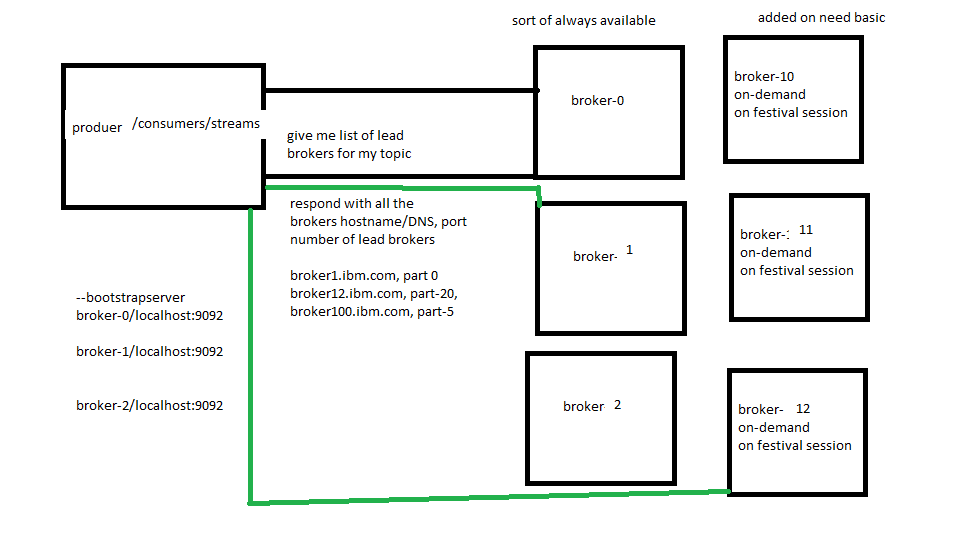 sort of always available
added on need basic
produer /consumers/streams
give me list of lead
brokers for my topic
respond with all the
brokers hostname/DNS, port
number of lead brokers
broker1.ibm.com, part 0
broker12.ibm.com, part-20,
broker100.ibm.com, part-5
--bootstrapserver
broker-0/localhost:9092
broker-1/localhost:9092
broker-2/localhost:9092
broker-0
broker- 1
broker 2
broker-10
on-demand
on festival session
broker-: 11
on-demand
on festival session
broker- 12
on-demand
on festival session